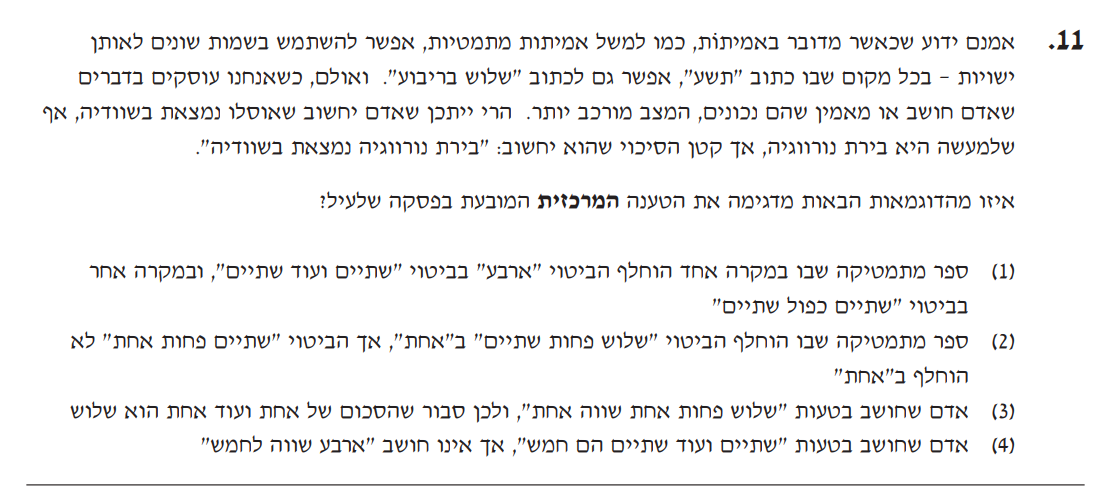 11. אמנם ידוע שכאשר מדובר באמיתוֹת, כמו למשל אמיתות מתמטיות, אפשר להשתמש בשמות שונים לאותן
ישויות – בכל מקום שבו כתוב "תשע", אפשר גם לכתוב "שלוש בריבוע". ואולם, כשאנחנו עוסקים בדברים
שאדם חושב או מאמין שהם נכונים, המצב מורכב יותר. הרי ייתכן שאדם יחשוב שאוסלו נמצאת בשוודיה, אף
שלמעשה היא בירת נורווגיה, אך קטן הסיכוי שהוא יחשוב: "בירת נורווגיה נמצאת בשוודיה".
איזו מהדוגמאות הבאות מדגימה את הטענה המרכזית המובעת בפסקה שלעיל?
(1) ספר מתמטיקה שבו במקרה אחד הוחלף הביטוי "ארבע" בביטוי "שתיים ועוד שתיים", ובמקרה אחר
בביטוי "שתיים כפול שתיים"
(2) ספר מתמטיקה שבו הוחלף הביטוי "שלוש פחות שתיים" ב"אחת", אך הביטוי "שתיים פחות אחת" לא
הוחלף ב"אחת"
(3) אדם שחושב בטעות "שלוש פחות אחת שווה אחת", ולכן סבור שהסכום של אחת ועוד אחת הוא שלוש
(4) אדם שחושב בטעות "שתיים ועוד שתיים הם חמש", אך אינו חושב "ארבע שווה לחמש"